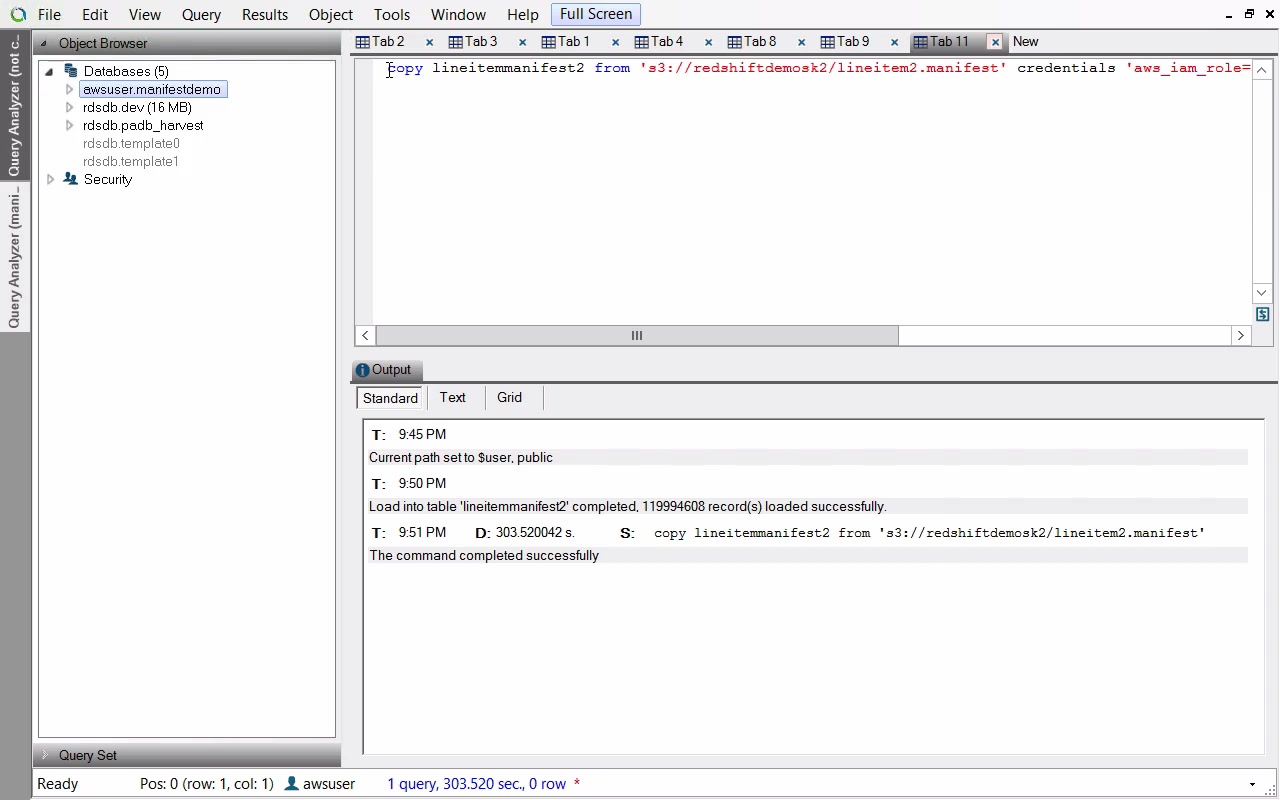 File Edit View Query Results Object Tools Window Help Full Screen
Query Analyzer (not c...
Query Analyzer (mani...
Object Browser
Databases (5)
awsuser.manifestdemo
rdsdb.dev (16 MB)
rdsdb.padb_harvest
rdsdb.template0
rdsdb.template1
Security
Query Set
Tab 2 Tab 3 Tab 1 Tab 4 Tab 8 Tab 9 Tab 11 New
copy lineitemmanifest2 from 's3://redshiftdemosk2/lineitem2.manifest' credentials 'aws_iam_role=
Output
Standard Text Grid
T: 9:45 PM
Current path set to $user, public
T: 9:50 PM
Load into table 'lineitemmanifest2' completed, 119994608 record(s) loaded successfully.
T: 9:51 PM D: 303.520042 s. S: copy lineitemmanifest2 from 's3://redshiftdemosk2/lineitem2.manifest'
The command completed successfully
Ready Pos: 0 (row: 1, col: 1) awsuser 1 query, 303.520 sec., 0 row *